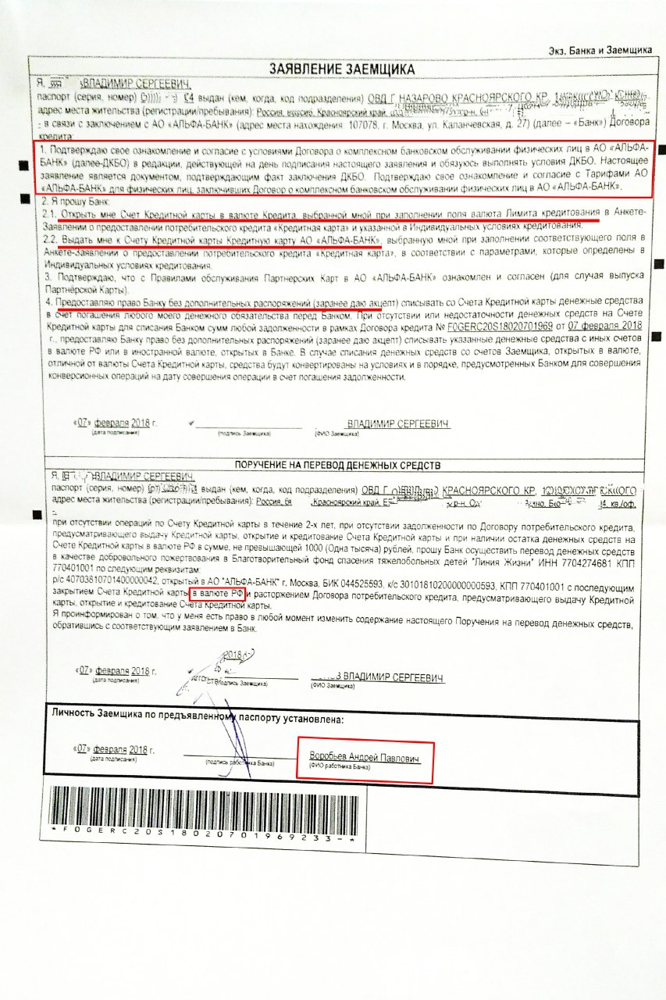 Экз. Банка и Заемщика
ЗАЯВЛЕНИЕ ЗАЕМЩИКА
Я, ВЛАДИМИР СЕРГЕЕВИЧ,
паспорт (серия, номер) выдан (кем, когда, код подразделения) ОВД Г НАЗАРОВО КРАСНОЯРСКОГО КР,
адрес места жительства (регистрации/пребывания): Россия, Красноярский край,
, в связи с заключением с АО «АЛЬФА-БАНК» (адрес места нахождения: 107078, г. Москва, ул. Каланчевская, д. 27) (далее – «Банк») Договора
кредита:
1. Подтверждаю свое ознакомление и согласие с условиями Договора о комплексном банковском обслуживании физических лиц в АО «АЛЬФА-
БАНК» (далее-ДКБО) в редакции, действующей на день подписания настоящего заявления и обязуюсь выполнять условия ДКБО. Настоящее
заявление является документом, подтверждающим факт заключения ДКБО. Подтверждаю свое ознакомление и согласие с Тарифами АО
«АЛЬФА-БАНК» для физических лиц, заключивших Договор о комплексном банковском обслуживании физических лиц в АО «АЛЬФА-БАНК».
2. Я прошу Банк:
2.1. Открыть мне Счет Кредитной карты в валюте Кредита, выбранной мной при заполнении поля валюта Лимита кредитования в Анкете-
Заявлении о предоставлении потребительского кредита «Кредитная карта» и указанной в Индивидуальных условиях кредитования.
2.2. Выдать мне к Счету Кредитной карты Кредитную карту АО «АЛЬФА-БАНК», выбранную мной при заполнении соответствующего поля в
Анкете-Заявлении о предоставлении потребительского кредита «Кредитная карта», в соответствии с параметрами, которые определены в
Индивидуальных условиях кредитования.
3. Подтверждаю, что с Правилами обслуживания Партнерских Карт в АО «АЛЬФА-БАНК» ознакомлен и согласен (для случая выпуска
Партнёрской Карты).
4. Предоставляю право Банку без дополнительных распоряжений (заранее даю акцепт) списывать со Счета Кредитной карты денежные средства
в счет погашения любого моего денежного обязательства перед Банком. При отсутствии или недостаточности денежных средств на Счете
Кредитной карты для списания Банком сумм любой задолженности в рамках Договора кредита № F0GERC20S18020701969 от 07 февраля 2018
г., предоставляю Банку право без дополнительных распоряжений (заранее даю акцепт) списывать указанные денежные средства с иных счетов
в валюте РФ или в иностранной валюте, открытых в Банке. В случае списания денежных средств со счетов Заемщика, открытых в валюте,
отличной от валюты Счета Кредитной карты, средства будут конвертированы на условиях и в порядке, предусмотренных Банком для совершения
конверсионных операций на дату совершения операции в счет погашения задолженности.
«07» февраля 2018 г. ВЛАДИМИР СЕРГЕЕВИЧ
(дата подписания) (подпись Заемщика) (ФИО Заемщика)
ПОРУЧЕНИЕ НА ПЕРЕВОД ДЕНЕЖНЫХ СРЕДСТВ
Я, ВЛАДИМИР СЕРГЕЕВИЧ,
паспорт (серия, номер) выдан (кем, когда, код подразделения) ОВД Г КРАСНОЯРСКОГО КР,
адрес места жительства (регистрации/пребывания): Россия, Красноярский край, кв./оф.
при отсутствии операций по Счету Кредитной карты в течение 2-х лет, при отсутствии задолженности по Договору потребительского кредита,
предусматривающего выдачу Кредитной карты, открытие и кредитование Счета Кредитной карты и при наличии остатка денежных средств на
Счете Кредитной карты в валюте РФ в сумме, не превышающей 1000 (Одна тысяча) рублей, прошу Банк осуществить перевод денежных средств
в качестве добровольного пожертвования в Благотворительный фонд спасения тяжелобольных детей "Линия Жизни" ИНН 7704274681 КПП
770401001 по следующим реквизитам:
р/с 40703810701400000042, открытый в АО "АЛЬФА-БАНК" г. Москва, БИК 044525593, к/с 30101810200000000593, КПП 770401001 с последующим
закрытием Счета Кредитной карты в валюте РФ и расторжением Договора потребительского кредита, предусматривающего выдачу Кредитной
карты, открытие и кредитование Счета Кредитной карты.
Я проинформирован о том, что у меня есть право в любой момент изменить содержание настоящего Поручения на перевод денежных средств,
обратившись с соответствующим заявлением в Банк.
2018
«07» февраля 2018 г. ВЛАДИМИР СЕРГЕЕВИЧ
(дата подписания) (подпись Заемщика) (ФИО Заемщика)
Личность Заемщика по предъявленному паспорту установлена:
«07» февраля 2018 г. Воробьев Андрей Павлович
(дата подписания) (подпись работника Банка) (ФИО работника Банка)
*F0GERC20S18020701969233-*